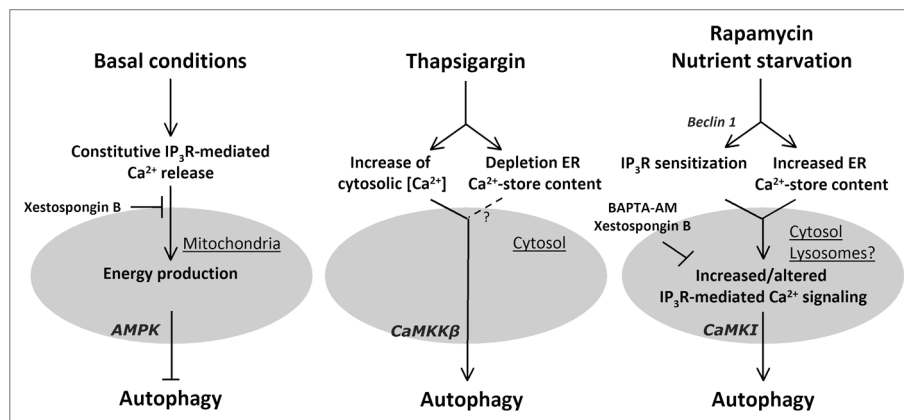 Basal conditions
Constitutive IP₃R-mediated
Ca²⁺ release
Xestospongin B
Mitochondria
Energy production
AMPK
Autophagy
Thapsigargin
Increase of
cytosolic [Ca²⁺]
Depletion ER
Ca²⁺-store content
?
Cytosol
CaMKKβ
Autophagy
Rapamycin
Nutrient starvation
Beclin 1
IP₃R sensitization
Increased ER
Ca²⁺-store content
BAPTA-AM
Xestospongin B
Cytosol
Lysosomes?
Increased/altered
IP₃R-mediated Ca²⁺ signaling
CaMKI
Autophagy